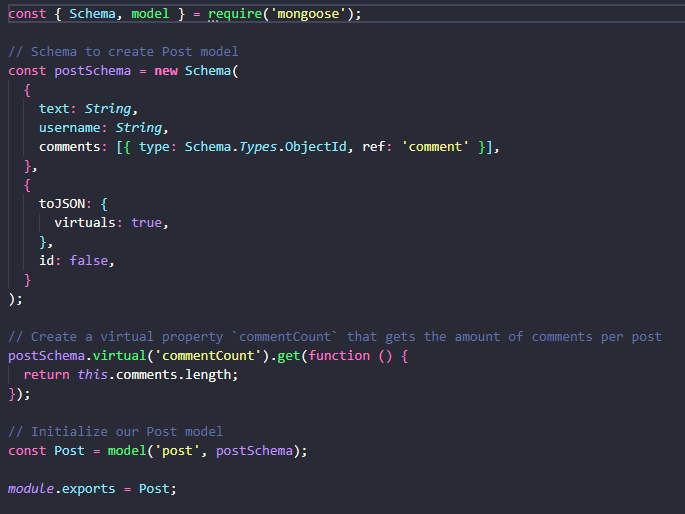 const { Schema, model } = require('mongoose');

// Schema to create Post model
const postSchema = new Schema(
  {
    text: String,
    username: String,
    comments: [{ type: Schema.Types.ObjectId, ref: 'comment' }],
  },
  {
    toJSON: {
      virtuals: true,
    },
    id: false,
  }
);

// Create a virtual property `commentCount` that gets the amount of comments per post
postSchema.virtual('commentCount').get(function () {
  return this.comments.length;
});

// Initialize our Post model
const Post = model('post', postSchema);

module.exports = Post;